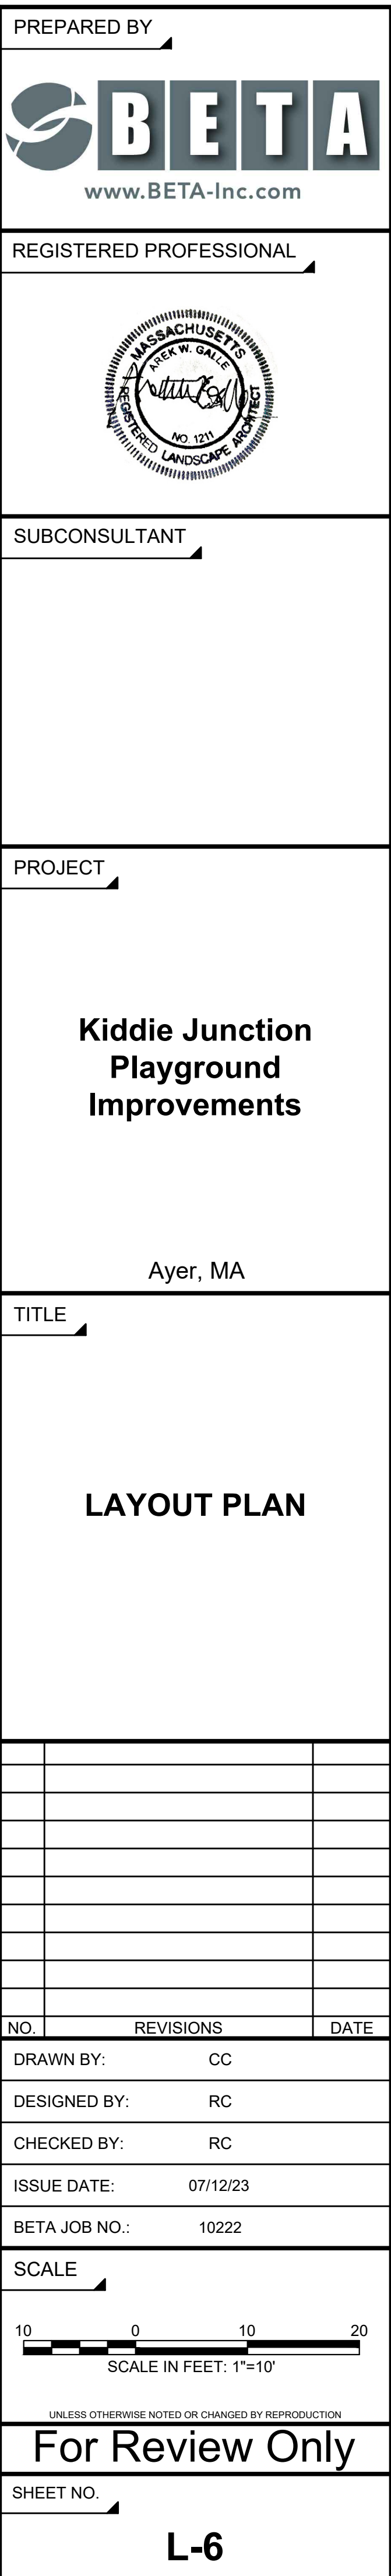 PREPARED BY
BETA
www.BETA-Inc.com
REGISTERED PROFESSIONAL
MASSACHUSETTS
AREK W. GALLE
NO. 1211
REGISTERED LANDSCAPE ARCHITECT
SUBCONSULTANT
PROJECT
Kiddie Junction
Playground
Improvements
Ayer, MA
TITLE
LAYOUT PLAN
NO. REVISIONS DATE
DRAWN BY: CC
DESIGNED BY: RC
CHECKED BY: RC
ISSUE DATE: 07/12/23
BETA JOB NO.: 10222
SCALE
10 0 10 20
SCALE IN FEET: 1"=10'
UNLESS OTHERWISE NOTED OR CHANGED BY REPRODUCTION
For Review Only
SHEET NO.
L-6